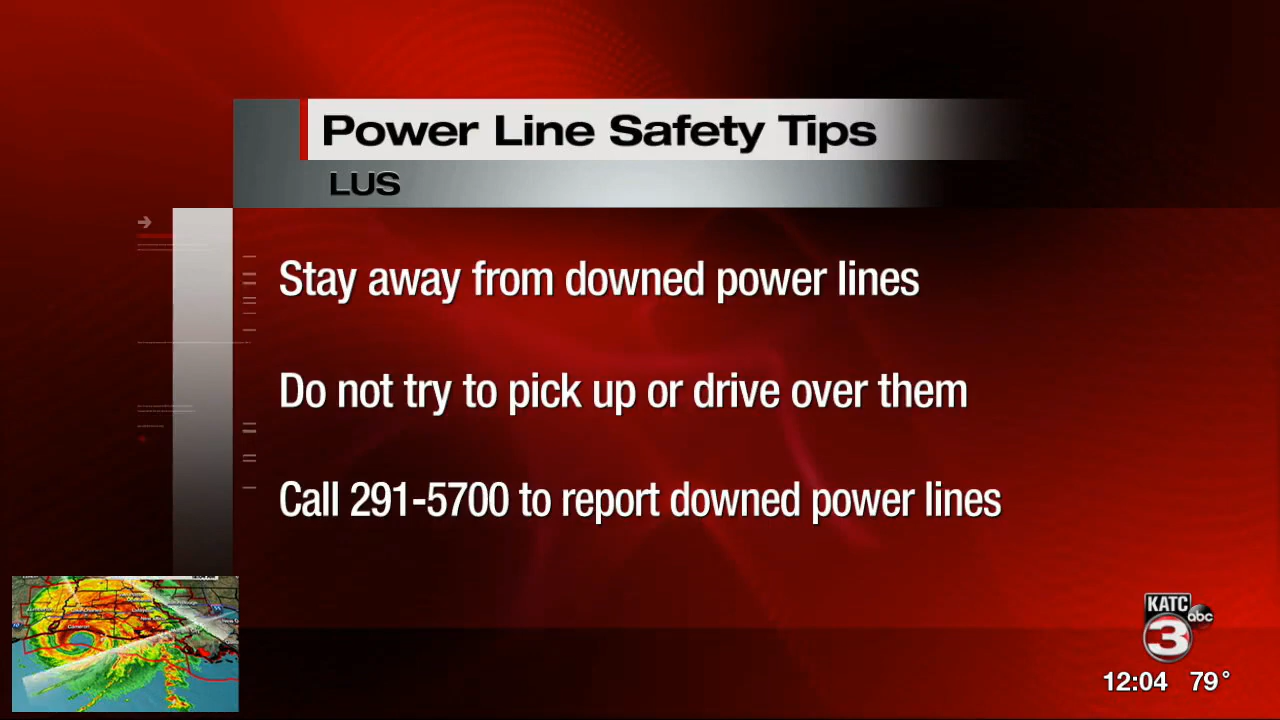 Power Line Safety Tips
LUS
Stay away from downed power lines
Do not try to pick up or drive over them
Call 291-5700 to report downed power lines
KATC
abc
3
12:04 79°